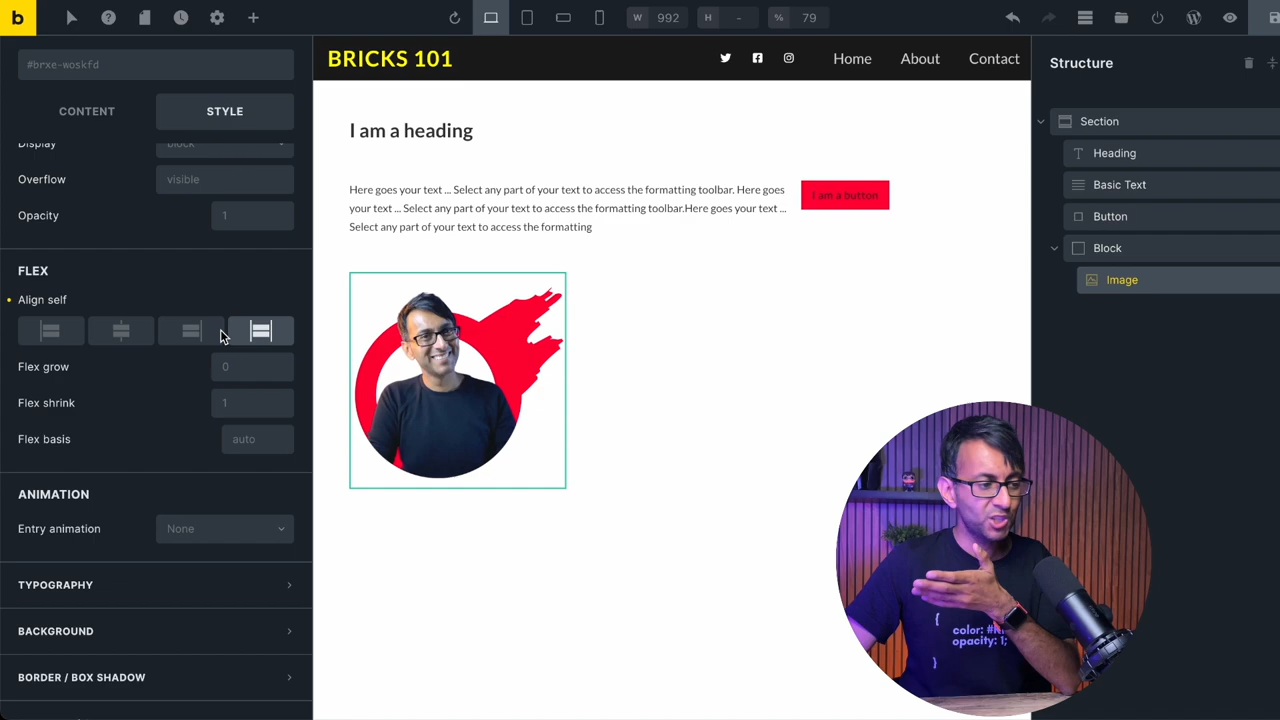 b
W 992 H - % 79
#brxe-woskfd
CONTENT STYLE
Display block
Overflow visible
Opacity 1
FLEX
Align self
Flex grow 0
Flex shrink 1
Flex basis auto
ANIMATION
Entry animation None
TYPOGRAPHY
BACKGROUND
BORDER / BOX SHADOW
BRICKS 101
Home About Contact
I am a heading
Here goes your text ... Select any part of your text to access the formatting toolbar. Here goes
your text ... Select any part of your text to access the formatting toolbar.Here goes your text ...
Select any part of your text to access the formatting
I am a button
{
color: #
opacity: 1;
}
Structure
Section
Heading
Basic Text
Button
Block
Image